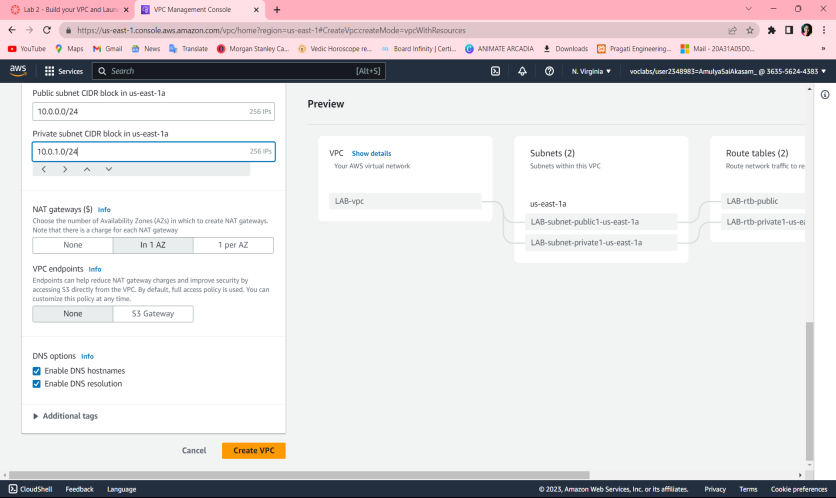 Lab 2 - Build your VPC and Laun
VPC Management Console
https://us-east-1.console.aws.amazon.com/vpc/home?region=us-east-1#CreateVpc:createMode=vpcWithResources
YouTube
Maps
Gmail
News
Translate
Morgan Stanley Ca...
Vedic Horoscope re...
Board Infinity | Certi...
ANIMATE ARCADIA
Downloads
Pragati Engineering...
Mail - 20A31A05D0...
aws
Services
Search
[Alt+S]
N. Virginia
voclabs/user2348983=AmulyaSaiAkasam_ @ 3635-5624-4383
Public subnet CIDR block in us-east-1a
10.0.0.0/24
256 IPs
Private subnet CIDR block in us-east-1a
10.0.1.0/24
256 IPs
NAT gateways ($) Info
Choose the number of Availability Zones (AZs) in which to create NAT gateways.
Note that there is a charge for each NAT gateway
None
In 1 AZ
1 per AZ
VPC endpoints Info
Endpoints can help reduce NAT gateway charges and improve security by
accessing S3 directly from the VPC. By default, full access policy is used. You can
customize this policy at any time.
None
S3 Gateway
DNS options Info
Enable DNS hostnames
Enable DNS resolution
Additional tags
Cancel
Create VPC
Preview
VPC Show details
Your AWS virtual network
LAB-vpc
Subnets (2)
Subnets within this VPC
us-east-1a
LAB-subnet-public1-us-east-1a
LAB-subnet-private1-us-east-1a
Route tables (2)
Route network traffic to re
LAB-rtb-public
LAB-rtb-private1-us-ea
CloudShell
Feedback
Language
© 2023, Amazon Web Services, Inc. or its affiliates.
Privacy
Terms
Cookie preferences